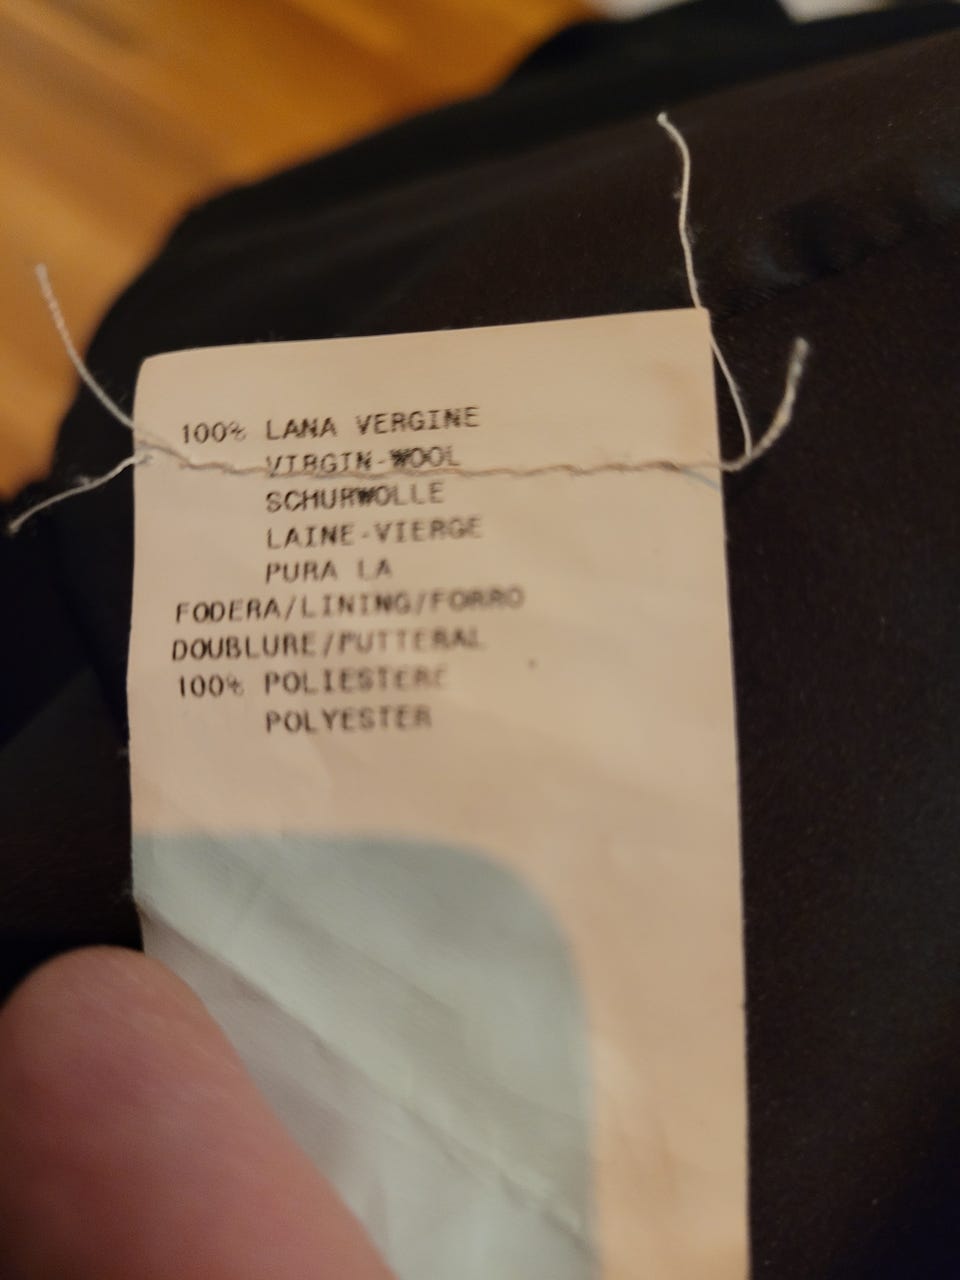 100% LANA VERGINE
VIRGIN-WOOL
SCHURWOLLE
LAINE-VIERGE
PURA LA
FODERA/LINING/FORRO
DOUBLURE/PUTTERAL
100% POLIESTERE
POLYESTER